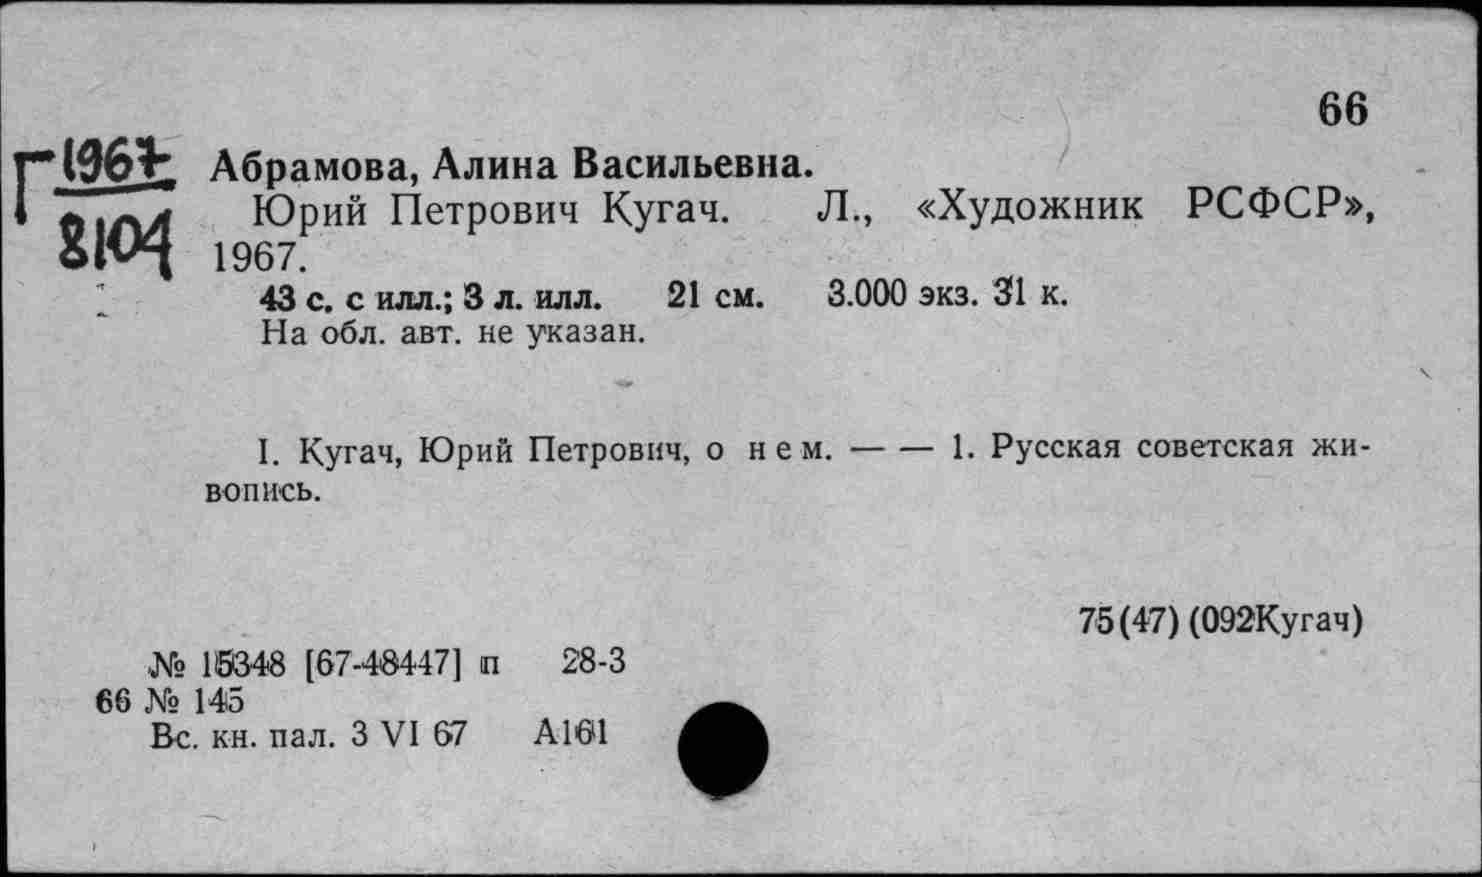 66
Г 1967
8104
Абрамова, Алина Васильевна.
Юрий Петрович Кугач. Л., «Художник РСФСР»,
1967.
43 с. с илл.; 3 л. илл. 21 см. 3.000 экз. 31 к.
На обл. авт. не указан.
I. Кугач, Юрий Петрович, о нем. — — 1. Русская советская жи-
вопись.
75(47)(092Кугач)
№ 15348 [67-48447] п 28-3
66 № 145
Вс. кн. пал. 3 VI 67 А161